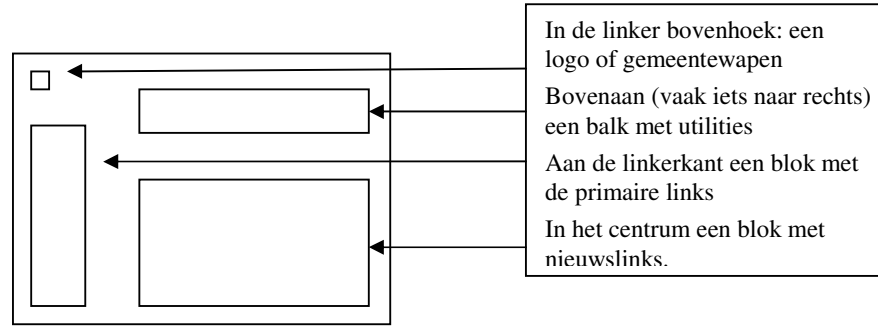 In de linker bovenhoek: een
logo of gemeentewapen
Bovenaan (vaak iets naar rechts)
een balk met utilities
Aan de linkerkant een blok met
de primaire links
In het centrum een blok met
nieuwslinks.